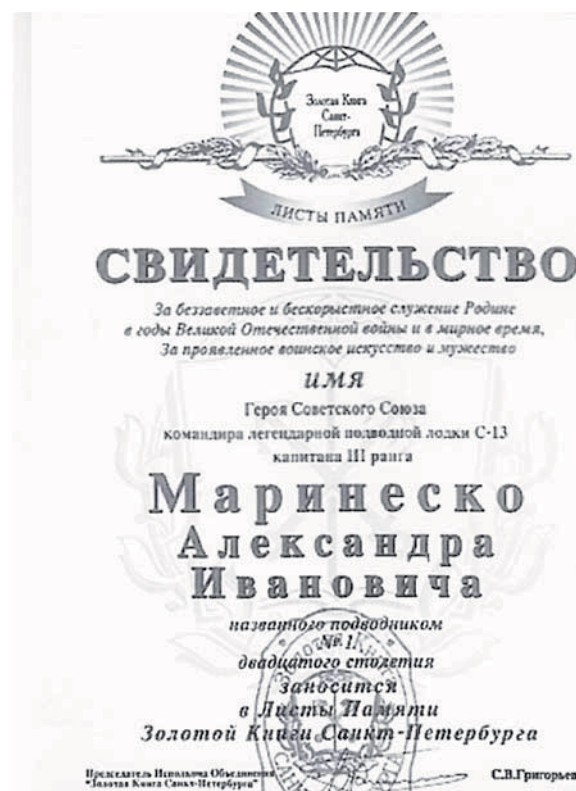 Золотая Книга
Санкт-
Петербурга
ЛИСТЫ ПАМЯТИ
СВИДЕТЕЛЬСТВО
За беззаветное и бескорыстное служение Родине
в годы Великой Отечественной войны и в мирное время,
За проявленное воинское искусство и мужество
ИМЯ
Героя Советского Союза
командира легендарной подводной лодки С-13
капитана III ранга
Маринеско
Александра
Ивановича
названного подводником
№ 1
двадцатого столетия
заносится
в Листы Памяти
Золотой Книги Санкт-Петербурга
Председатель Исполкома Объединения
"Золотая Книга Санкт-Петербурга"
С.В.Григорьев